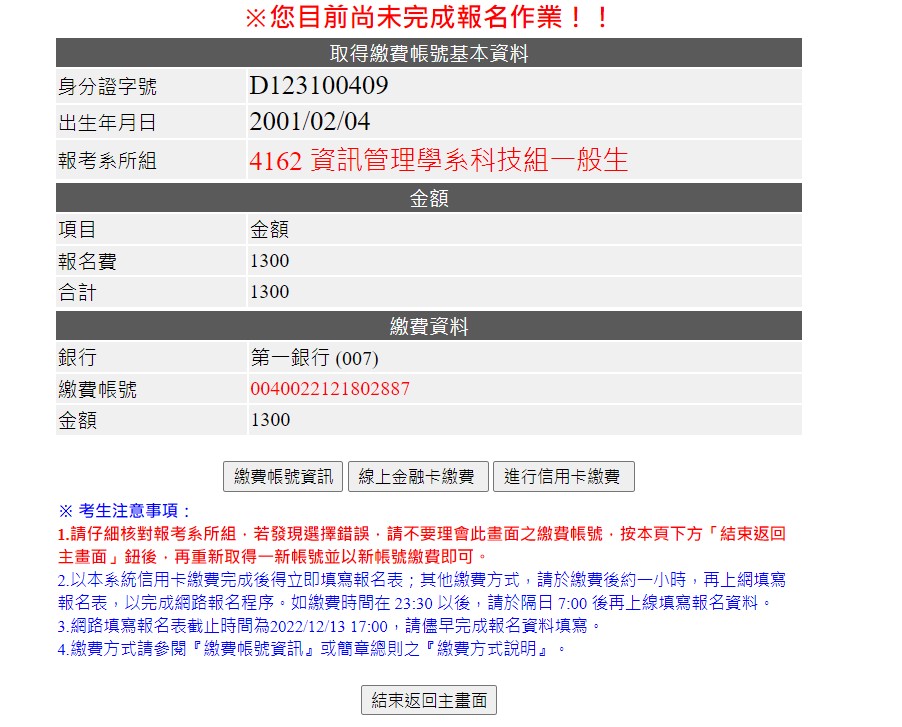 ※您目前尚未完成報名作業！！
取得繳費帳號基本資料
身分證字號 D123100409
出生年月日 2001/02/04
報考系所組 4162 資訊管理學系科技組一般生
金額
項目 金額
報名費 1300
合計 1300
繳費資料
銀行 第一銀行 (007)
繳費帳號 0040022121802887
金額 1300
繳費帳號資訊 線上金融卡繳費 進行信用卡繳費
※ 考生注意事項：
1.請仔細核對報考系所組，若發現選擇錯誤，請不要理會此畫面之繳費帳號，按本頁下方「結束返回
主畫面」鈕後，再重新取得一新帳號並以新帳號繳費即可。
2.以本系統信用卡繳費完成後得立即填寫報名表；其他繳費方式，請於繳費後約一小時，再上網填寫
報名表，以完成網路報名程序。如繳費時間在 23:30 以後，請於隔日 7:00 後再上線填寫報名資料。
3.網路填寫報名表截止時間為2022/12/13 17:00，請儘早完成報名資料填寫。
4.繳費方式請參閱『繳費帳號資訊』或簡章總則之『繳費方式說明』。
結束返回主畫面